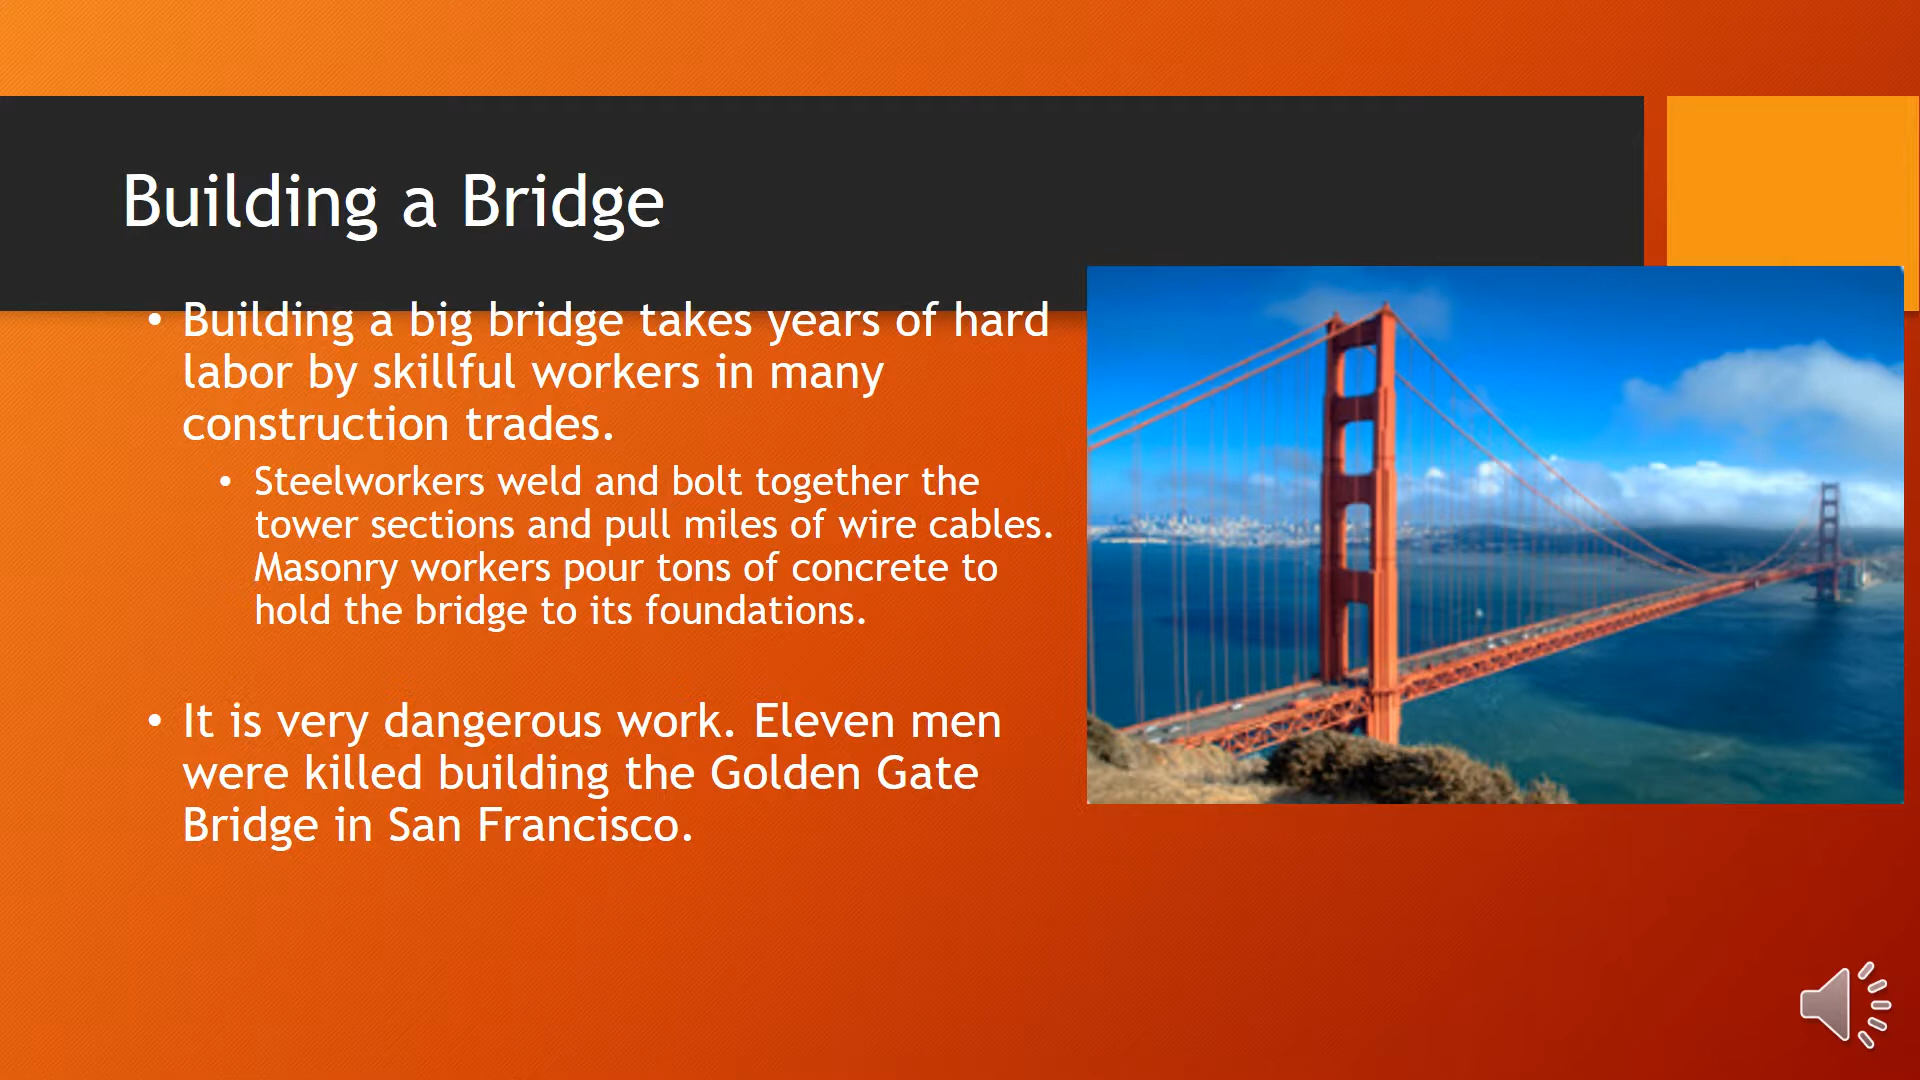 Building a Bridge
• Building a big bridge takes years of hard
labor by skillful workers in many
construction trades.
• Steelworkers weld and bolt together the
tower sections and pull miles of wire cables.
Masonry workers pour tons of concrete to
hold the bridge to its foundations.
• It is very dangerous work. Eleven men
were killed building the Golden Gate
Bridge in San Francisco.